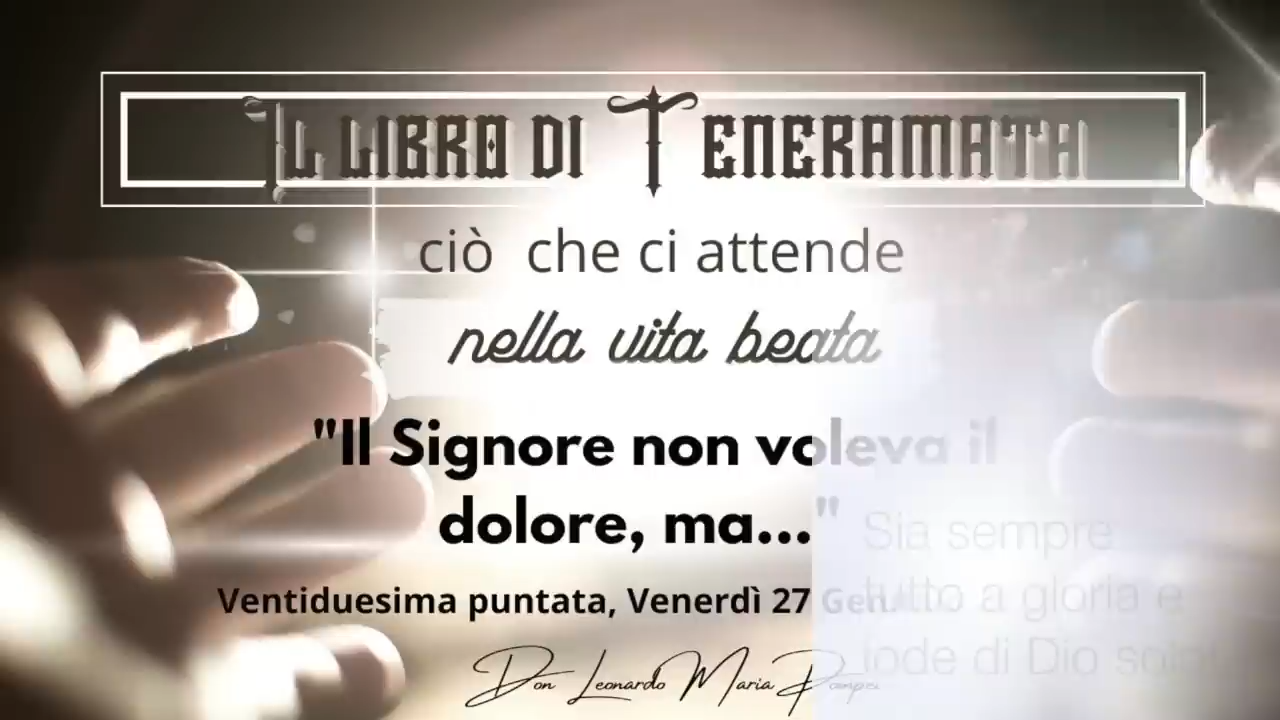 IL LIBRO DI TENERAMATA
ciò che ci attende
nella vita beata
"Il Signore non voleva il
dolore, ma..."
Ventiduesima puntata, Venerdì 27
Don Leonardo Maria Pompei
Sia sempre
tutto a gloria e
lode di Dio solo